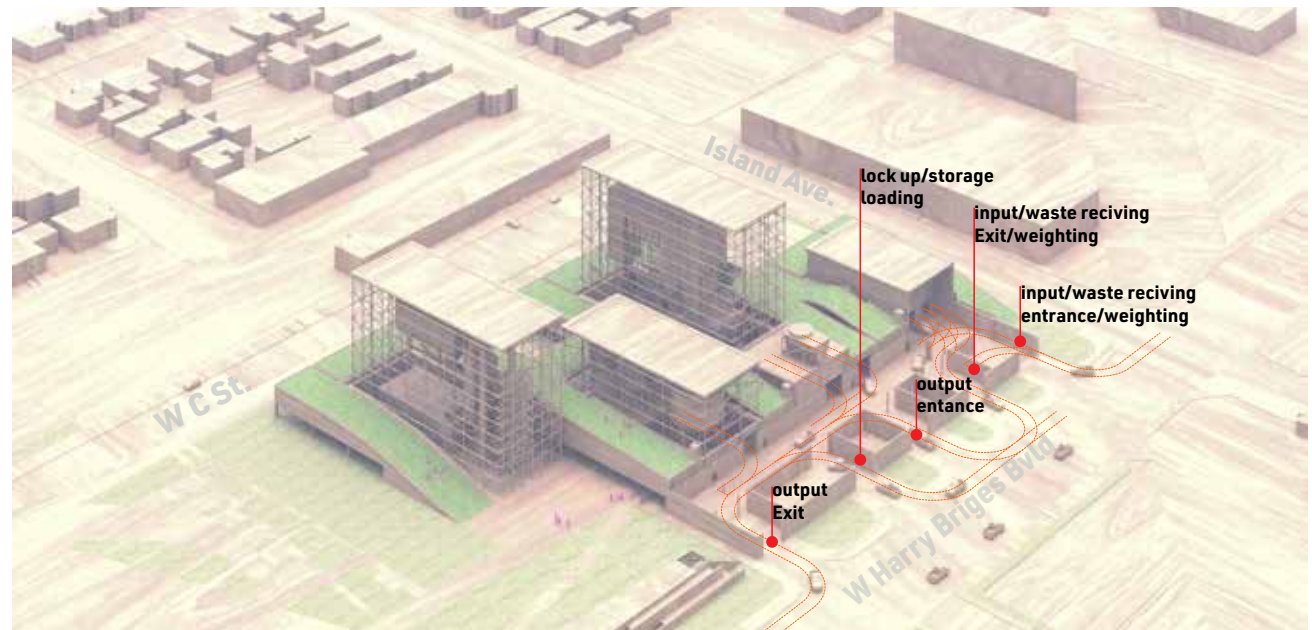 Island Ave.
lock up/storage
loading
input/waste reciving
Exit/weighting
input/waste reciving
entrance/weighting
W C St.
output
entance
output
Exit
W Harry Briges Bvld.